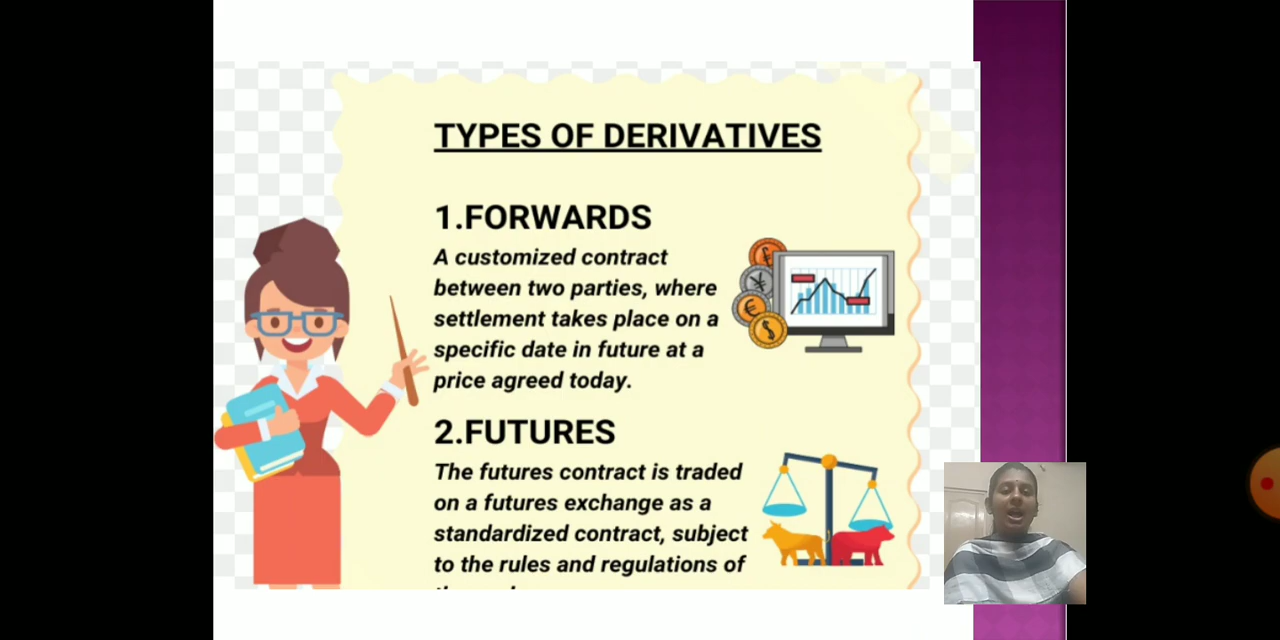 TYPES OF DERIVATIVES
1.FORWARDS
A customized contract
between two parties, where
settlement takes place on a
specific date in future at a
price agreed today.
2.FUTURES
The futures contract is traded
on a futures exchange as a
standardized contract, subject
to the rules and regulations of